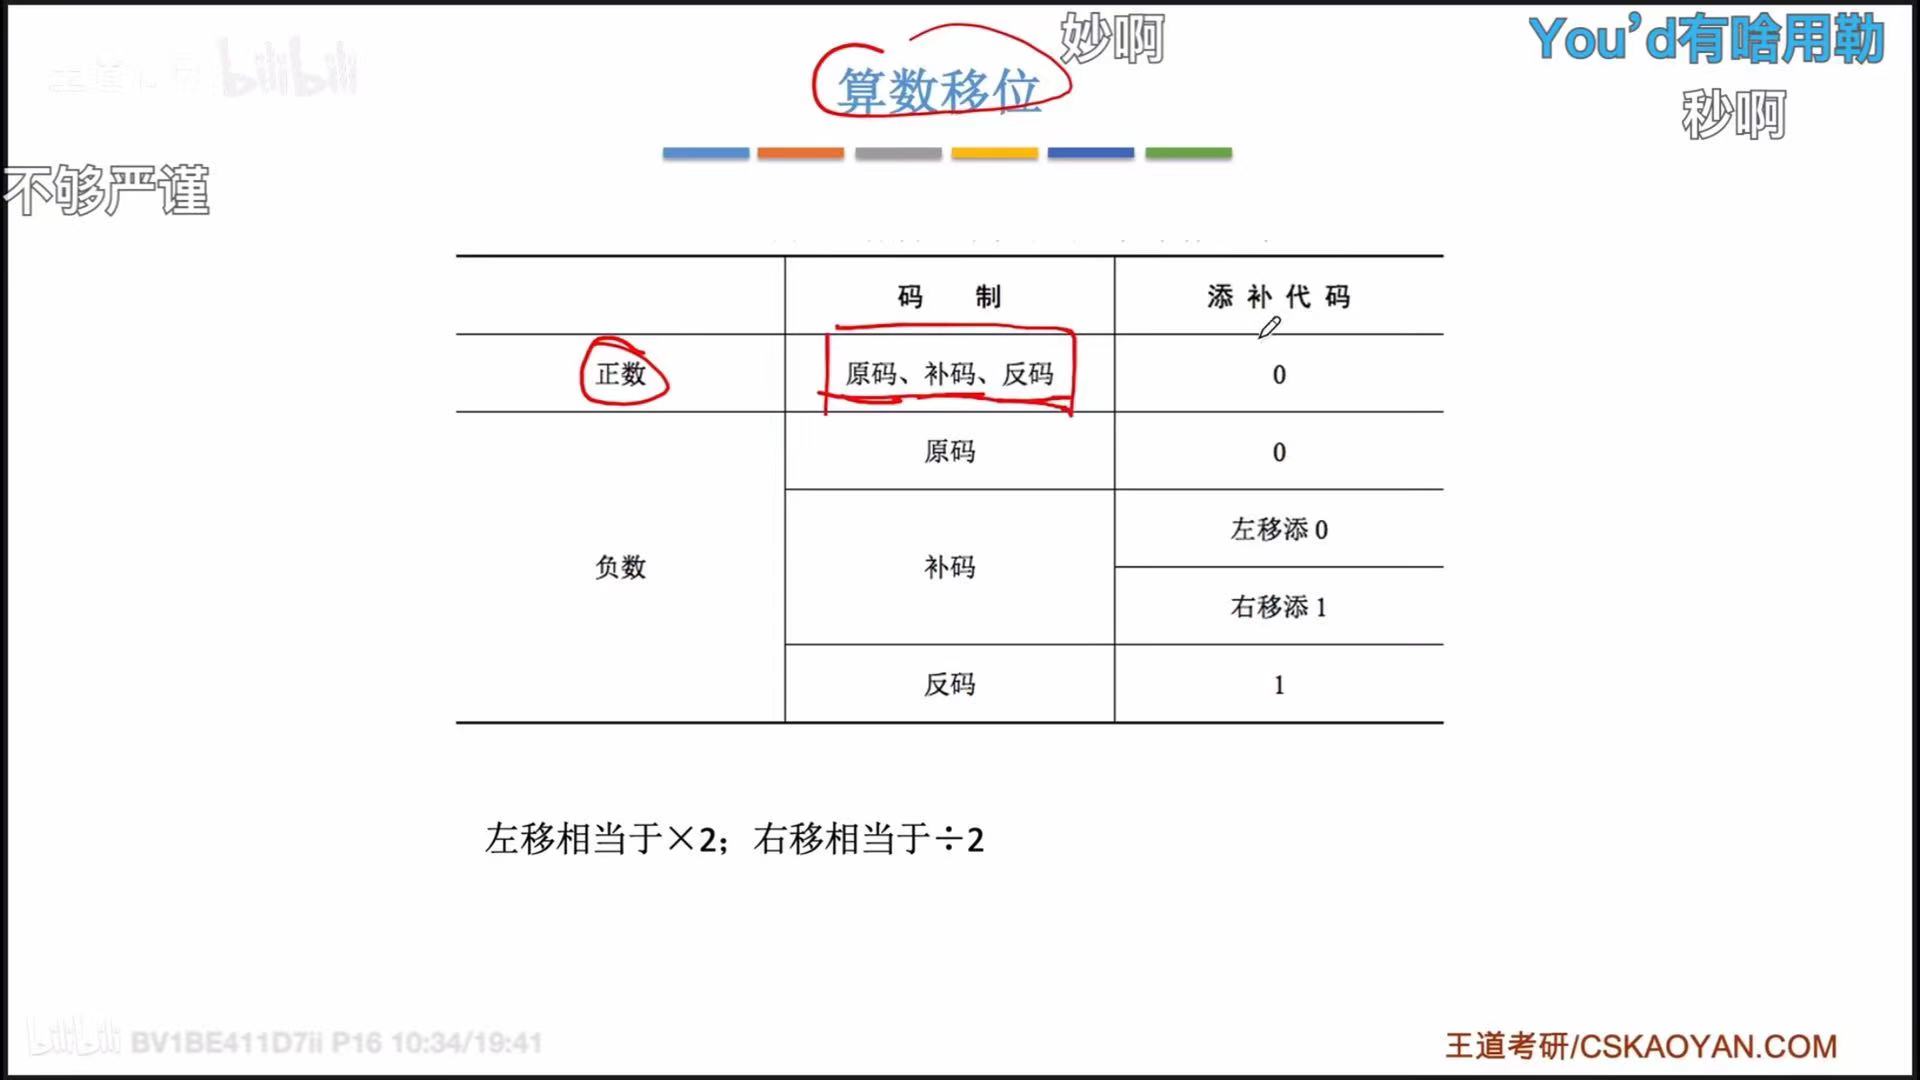 妙啊
You'd有啥用勒
算数移位
bilibili
秒啊
不够严谨
码 制
添补代码
正数
原码、补码、反码
0
原码
0
负数
补码
左移添0
右移添1
反码
1
左移相当于×2；右移相当于÷2
bilibili BV1BE411D7ii P16 10:34/19:41
王道考研/CSKAOYAN.COM